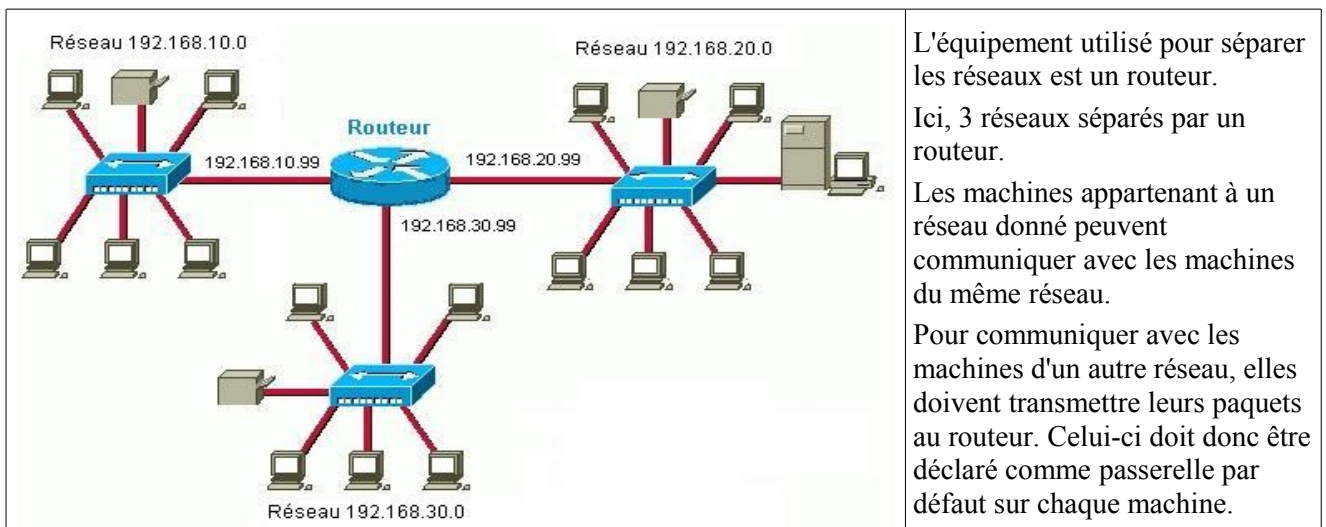 Réseau 192.168.10.0
Réseau 192.168.20.0
Routeur
192.168.10.99
192.168.20.99
192.168.30.99
Réseau 192.168.30.0
L'équipement utilisé pour séparer
les réseaux est un routeur.
Ici, 3 réseaux séparés par un
routeur.
Les machines appartenant à un
réseau donné peuvent
communiquer avec les machines
du même réseau.
Pour communiquer avec les
machines d'un autre réseau, elles
doivent transmettre leurs paquets
au routeur. Celui-ci doit donc être
déclaré comme passerelle par
défaut sur chaque machine.